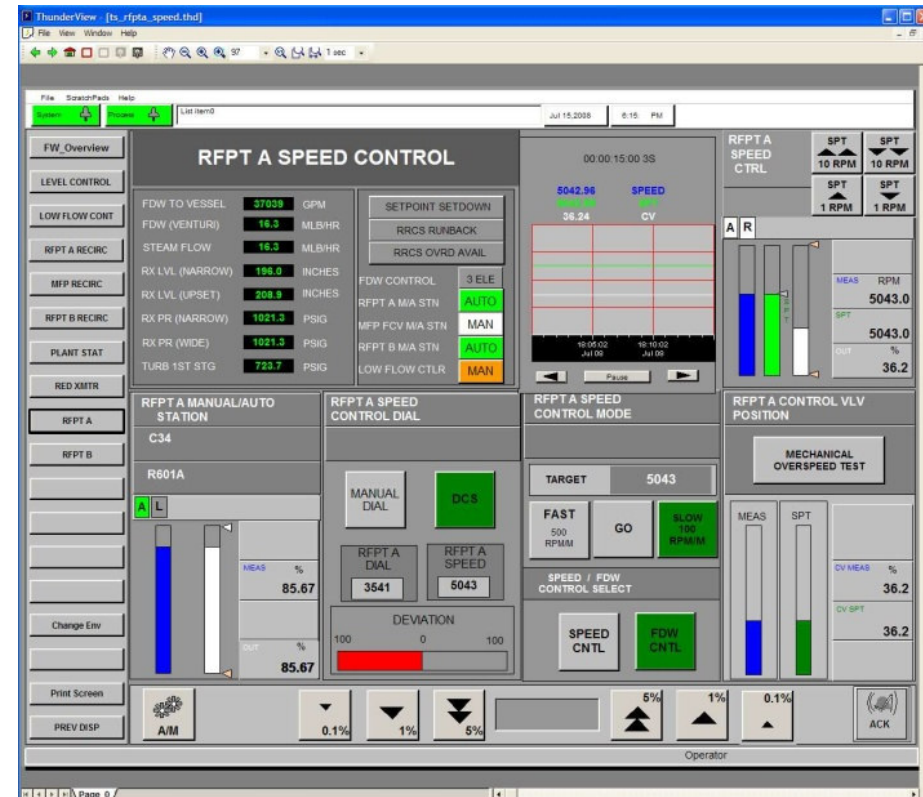 ThunderView - [ts_rfpta_speed.thd]
File View Window Help
97
1 sec
File ScratchPads Help
System
Process
List Item0
Jul 15,2008
6:15 PM
FW_Overview
LEVEL CONTROL
LOW FLOW CONT
RFPT A RECIRC
MFP RECIRC
RFPT B RECIRC
PLANT STAT
RED XMTR
RFPT A
RFPT B
Change Env
Print Screen
PREV DISP
RFPT A SPEED CONTROL
FDW TO VESSEL 37039 GPM
FDW (VENTURI) 16.3 MLB/HR
STEAM FLOW 16.3 MLB/HR
RX LVL (NARROW) 196.0 INCHES
RX LVL (UPSET) 208.9 INCHES
RX PR (NARROW) 1021.3 PSIG
RX PR (WIDE) 1021.3 PSIG
TURB 1ST STG 723.7 PSIG
SETPOINT SETDOWN
RRCS RUNBACK
RRCS OVRD AVAIL
FDW CONTROL 3 ELE
RFPT A M/A STN AUTO
MFP FCV M/A STN MAN
RFPT B M/A STN AUTO
LOW FLOW CTLR MAN
00:00:15:00 3S
5042.96 SPEED
SPT
36.24 CV
18:05:02 18:10:02
Jul 09 Jul 09
Pause
RFPT A
SPEED
CTRL
SPT
10 RPM
SPT
10 RPM
SPT
1 RPM
SPT
1 RPM
A R
SPT
MEAS RPM
5043.0
SPT
5043.0
OUT %
36.2
RFPT A MANUAL/AUTO
STATION
C34
R601A
A L
MEAS %
85.67
OUT %
85.67
RFPT A SPEED
CONTROL DIAL
MANUAL
DIAL
DCS
RFPT A
DIAL
3541
RFPT A
SPEED
5043
DEVIATION
100 0 100
RFPT A SPEED
CONTROL MODE
TARGET 5043
FAST
500
RPM/M
GO
SLOW
100
RPM/M
SPEED / FDW
CONTROL SELECT
SPEED
CNTL
FDW
CNTL
RFPT A CONTROL VLV
POSITION
MECHANICAL
OVERSPEED TEST
MEAS SPT
CV MEAS %
36.2
CV SPT
36.2
A/M
0.1%
1%
5%
5%
1%
0.1%
ACK
Operator
Page_0